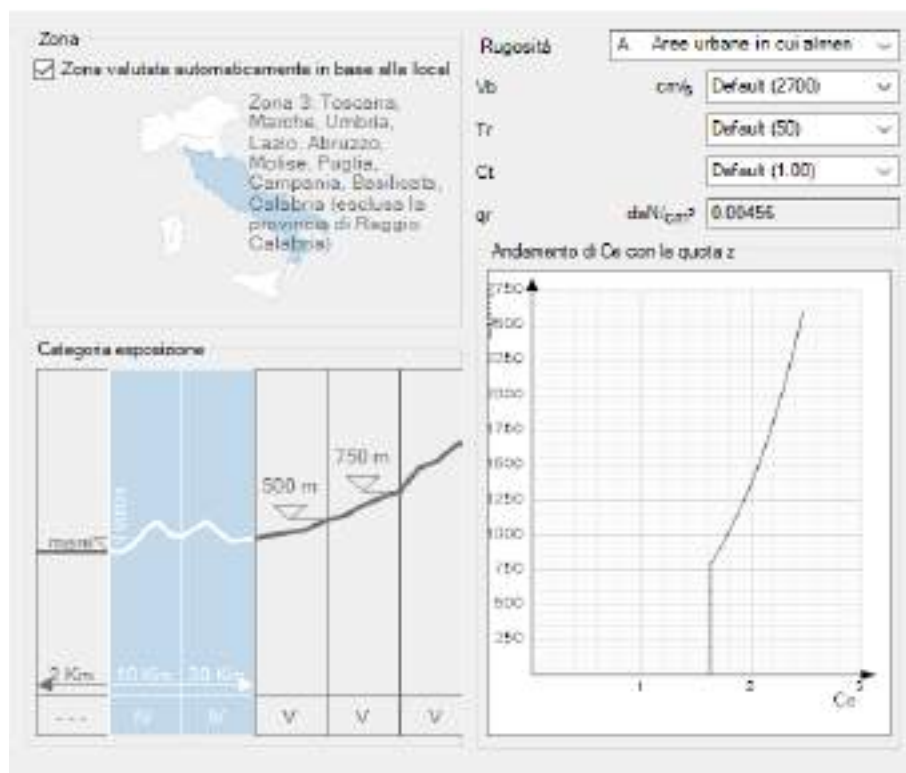 Zona
Zona valutata automaticamente in base alla local
Zona 3: Toscana,
Marche, Umbria,
Lazio, Abruzzo,
Molise, Puglia,
Campania, Basilicata,
Calabria (esclusa la
provincia di Reggio
Calabria)
Rugosità A Aree urbane in cui almen
Vb cm/s Default (2700)
Tr Default (50)
Ct Default (1.00)
qr daN/cm² 0.00456
Andamento di Ce con la quota z
2750
2500
2250
2000
1750
1500
1250
1000
750
500
250
1 2 3
Ce
Categoria esposizione
500 m
750 m
mare
2 Km 10 Km 30 Km
--- IV IV V V V